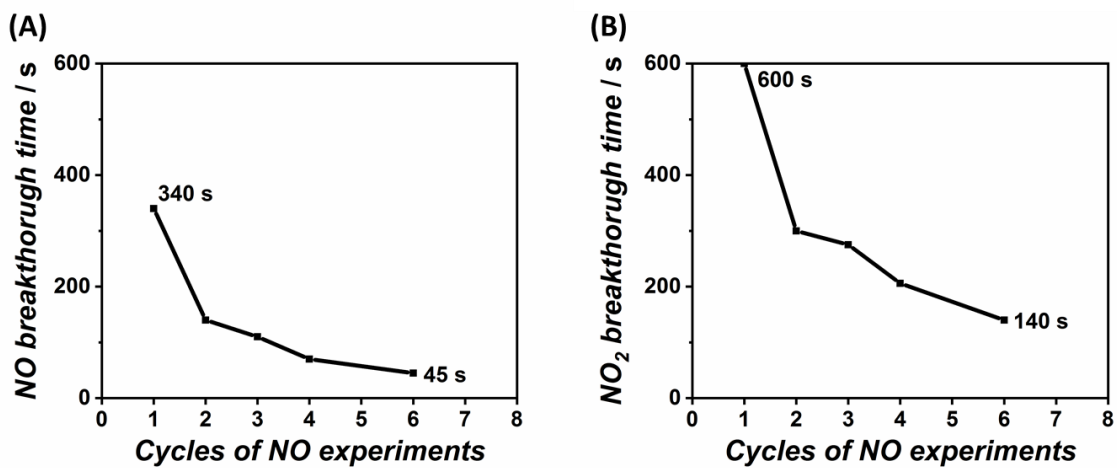 (A)
NO breakthorugh time / s
600
400
200
0
340 s
45 s
0 1 2 3 4 5 6 7 8
Cycles of NO experiments
(B)
NO₂ breakthorugh time / s
600
400
200
0
600 s
140 s
0 1 2 3 4 5 6 7 8
Cycles of NO experiments